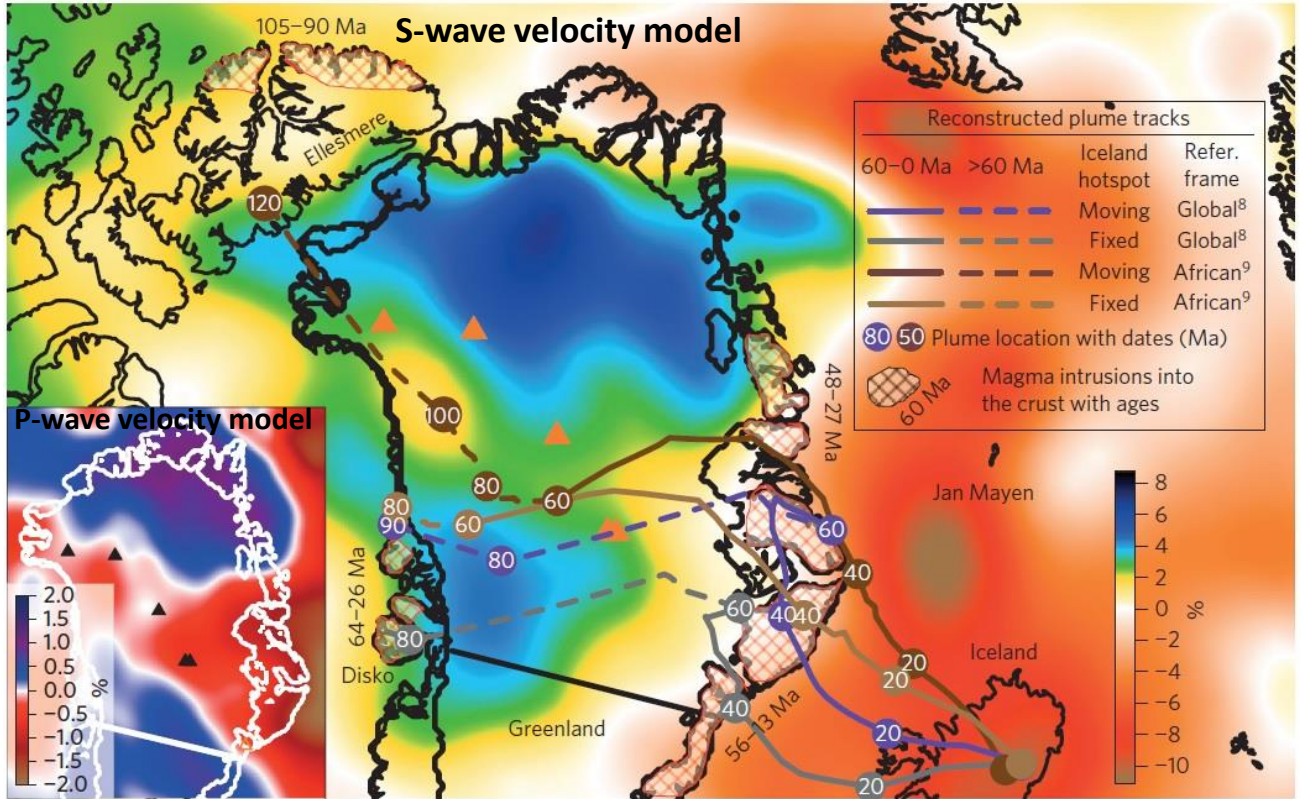 S-wave velocity model
105–90 Ma
Ellesmere
Reconstructed plume tracks
60–0 Ma >60 Ma Iceland hotspot Refer. frame
Moving Global⁸
Fixed Global⁸
Moving African⁹
Fixed African⁹
80 50 Plume location with dates (Ma)
60 Ma Magma intrusions into
the crust with ages
120
100
80
60
80
60
90
80
60
48–27 Ma
Jan Mayen
40
64–26 Ma
80
60
40
40
Disko
Greenland
40
56–13 Ma
20
20
20
20
Iceland
8
6
4
2
0
−2
−4
−6
−8
−10
%
P-wave velocity model
2.0
1.5
1.0
0.5
0.0
−0.5
−1.0
−1.5
−2.0
%